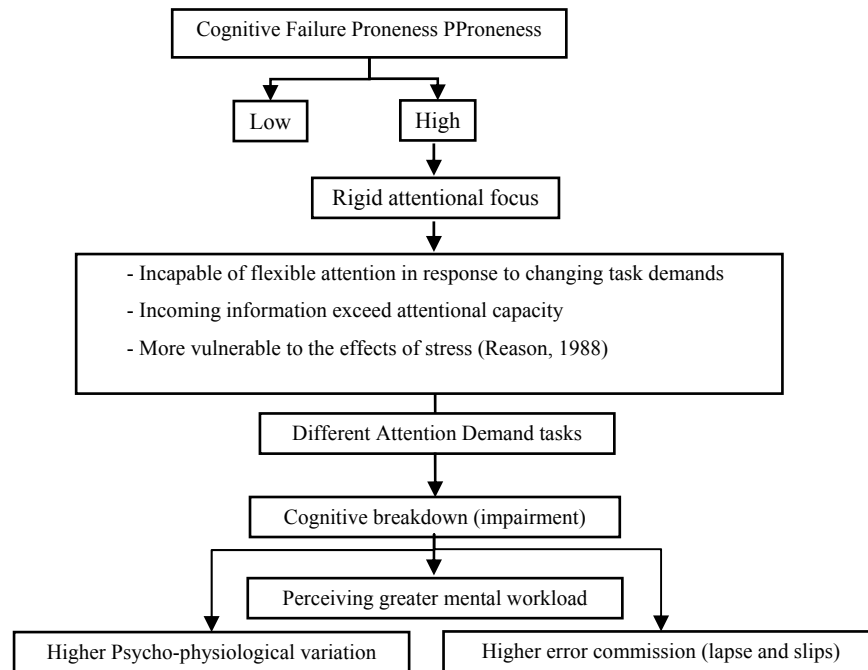 Cognitive Failure Proneness PProneness
Low
High
Rigid attentional focus
- Incapable of flexible attention in response to changing task demands
- Incoming information exceed attentional capacity
- More vulnerable to the effects of stress (Reason, 1988)
Different Attention Demand tasks
Cognitive breakdown (impairment)
Perceiving greater mental workload
Higher Psycho-physiological variation
Higher error commission (lapse and slips)